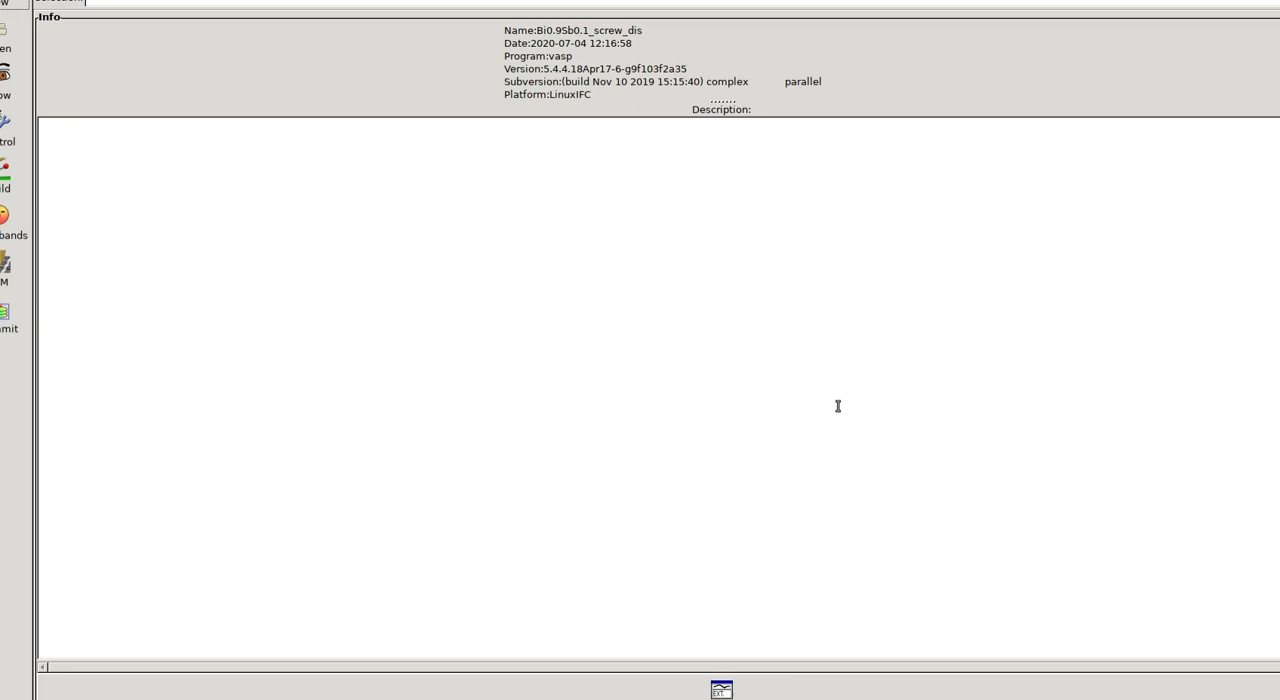 Info
Name:Bi0.9Sb0.1_screw_dis
Date:2020-07-04 12:16:58
Program:vasp
Version:5.4.4.18Apr17-6-g9f103f2a35
Subversion:(build Nov 10 2019 15:15:40) complex parallel
Platform:LinuxIFC
Description:
en
ow
trol
ild
bands
M
mit
EXT.